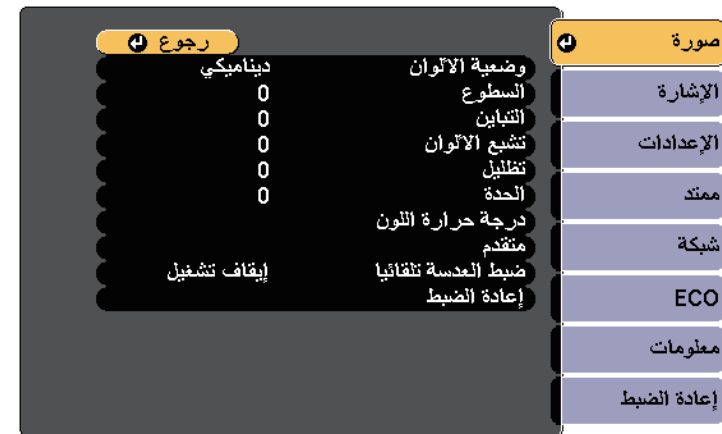 صورة
الإشارة
الإعدادات
ممتد
شبكة
ECO
معلومات
إعادة الضبط
رجوع
وضعية الألوان ديناميكي
السطوع 0
التباين 0
تشبع الألوان 0
تظليل 0
الحدة 0
درجة حرارة اللون
متقدم
ضبط العدسة تلقائيا إيقاف تشغيل
إعادة الضبط